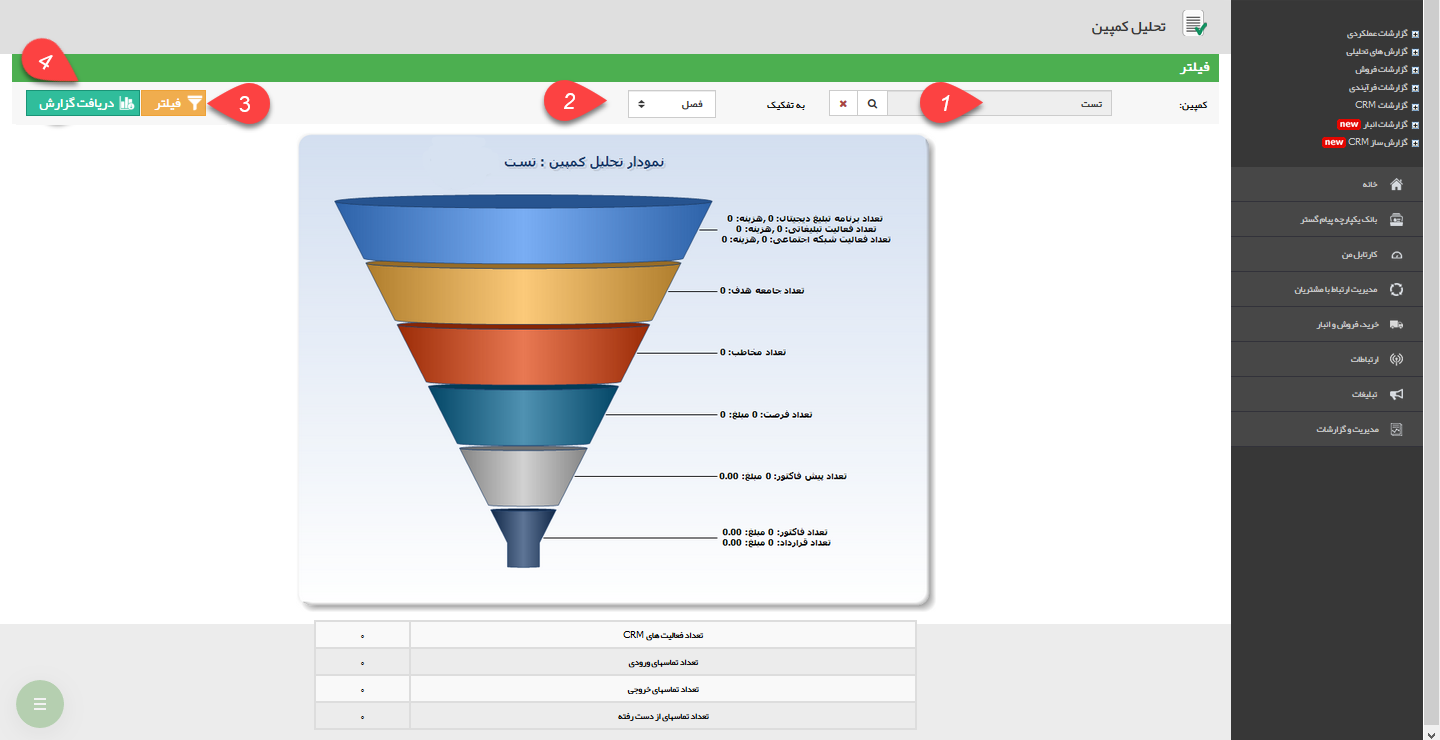 تحلیل کمپین
فیلتر
کمپین:
تست
1
به تفکیک
فصل
2
فیلتر
3
دریافت گزارش
4
نمودار تحلیل کمپین : تست
تعداد برنامه تبلیغ دیجیتال: 0 ,هزینه: 0
تعداد فعالیت تبلیغاتی: 0 ,هزینه: 0
تعداد فعالیت شبکه اجتماعی: 0 ,هزینه: 0
تعداد جامعه هدف: 0
تعداد مخاطب: 0
تعداد فرصت: 0 مبلغ: 0
تعداد پیش فاکتور: 0 مبلغ: 0.00
تعداد فاکتور: 0 مبلغ: 0.00
تعداد قرارداد: 0 مبلغ: 0.00
تعداد فعالیت های CRM ۰
تعداد تماسهای ورودی ۰
تعداد تماسهای خروجی ۰
تعداد تماسهای از دست رفته ۰
گزارشات عملکردی
گزارش های تحلیلی
گزارشات فروش
گزارشات فرآیندی
گزارشات CRM
گزارشات انبار new
گزارش ساز CRM new
خانه
بانک یکپارچه پیام گستر
کارتابل من
مدیریت ارتباط با مشتریان
خرید، فروش و انبار
ارتباطات
تبلیغات
مدیریت و گزارشات